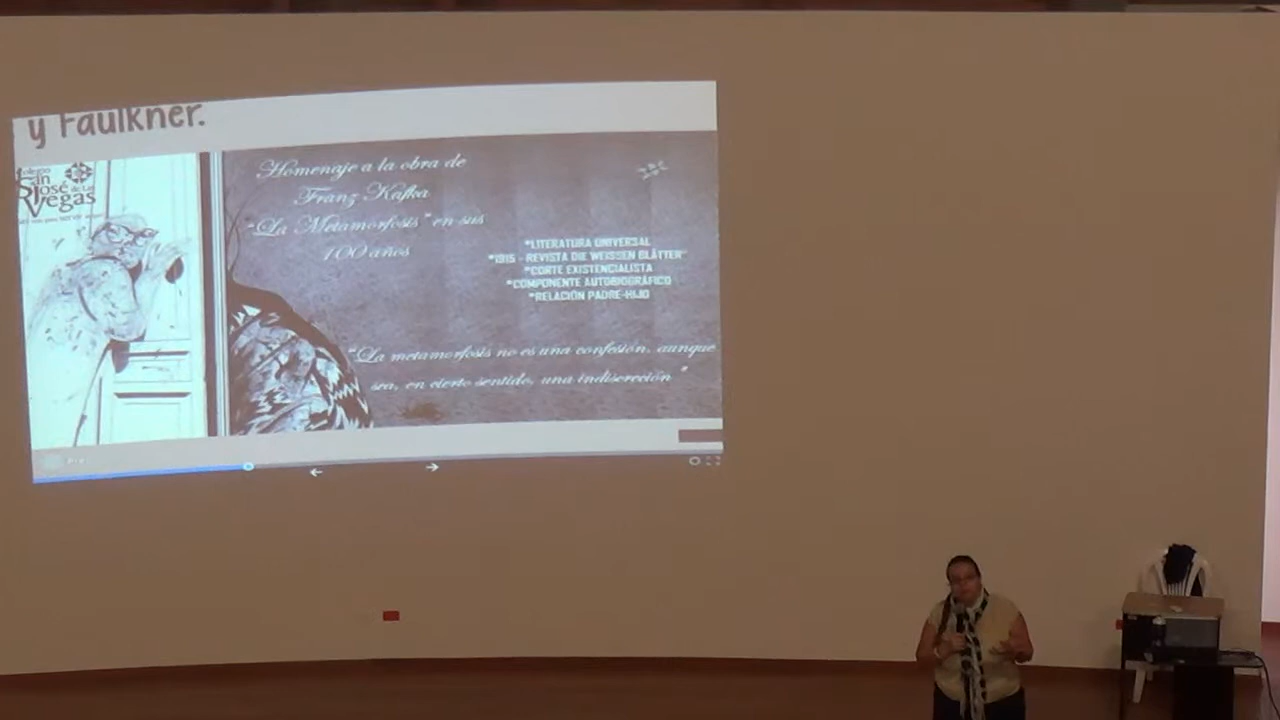 y Faulkner.
Colegio
San
José de Las
Vegas
Homenaje a la obra de
Franz Kafka
"La Metamorfosis" en sus
100 años
*LITERATURA UNIVERSAL
*1915 - REVISTA DIE WEISSEN BLÄTTER"
*CORTE EXISTENCIALISTA
*COMPONENTE AUTOBIOGRÁFICO
*RELACIÓN PADRE-HIJO
"La metamorfosis no es una confesión, aunque
sea, en cierto sentido, una indiscreción"